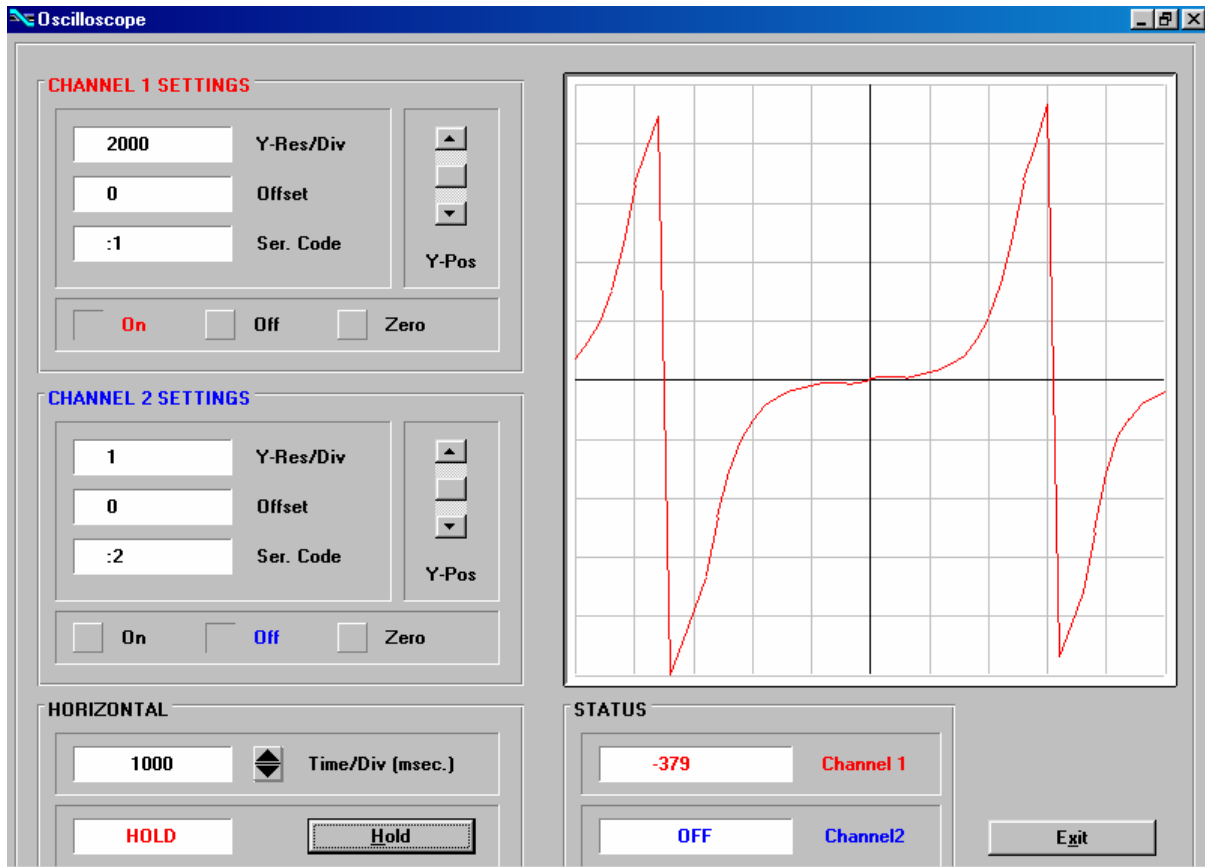 Oscilloscope
CHANNEL 1 SETTINGS
2000 Y-Res/Div
0 Offset
:1 Ser. Code
Y-Pos
On Off Zero
CHANNEL 2 SETTINGS
1 Y-Res/Div
0 Offset
:2 Ser. Code
Y-Pos
On Off Zero
HORIZONTAL
1000 Time/Div (msec.)
HOLD Hold
STATUS
-379 Channel 1
OFF Channel2
Exit